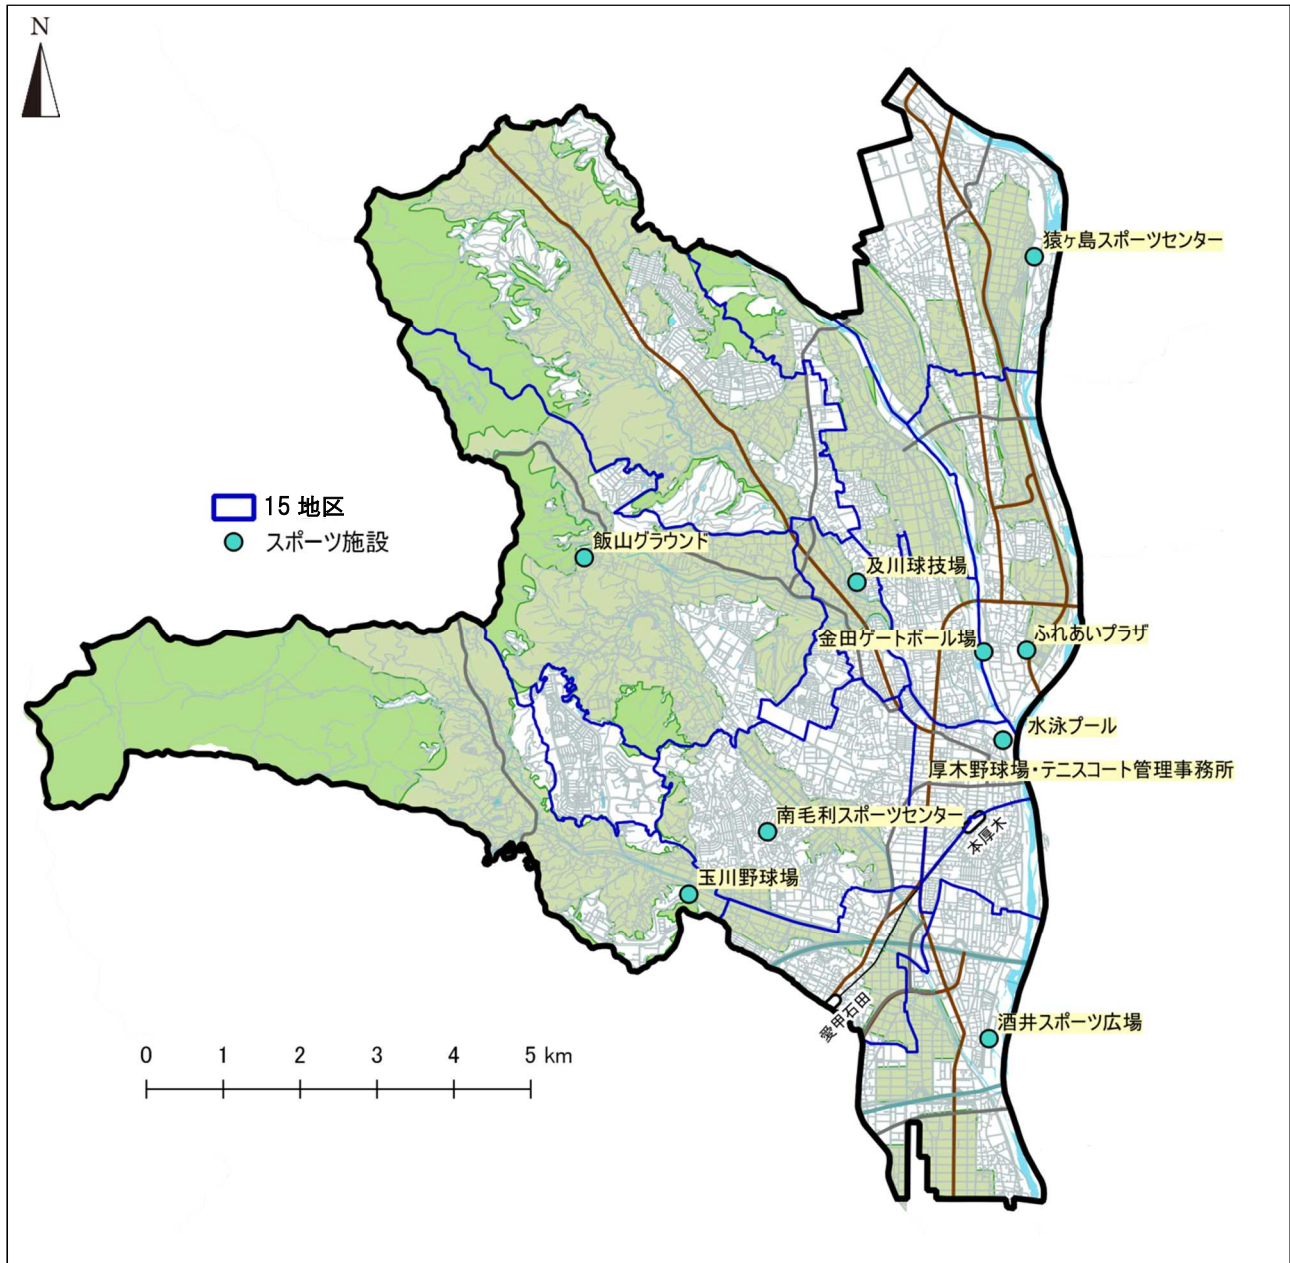 N
猿ヶ島スポーツセンター
15 地区
スポーツ施設
飯山グラウンド
及川球技場
金田ゲートボール場
ふれあいプラザ
水泳プール
厚木野球場・テニスコート管理事務所
南毛利スポーツセンター
本厚木
玉川野球場
愛甲石田
酒井スポーツ広場
0 1 2 3 4 5 km